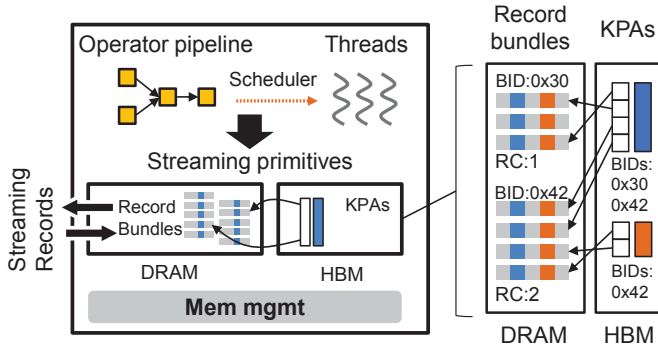 Operator pipeline
Threads
Scheduler
Streaming primitives
Streaming
Records
Record
Bundles
KPAs
DRAM
HBM
Mem mgmt
Record
bundles
KPAs
BID:0x30
RC:1
BID:0x42
RC:2
BIDs:
0x30
0x42
BIDs:
0x42
DRAM
HBM